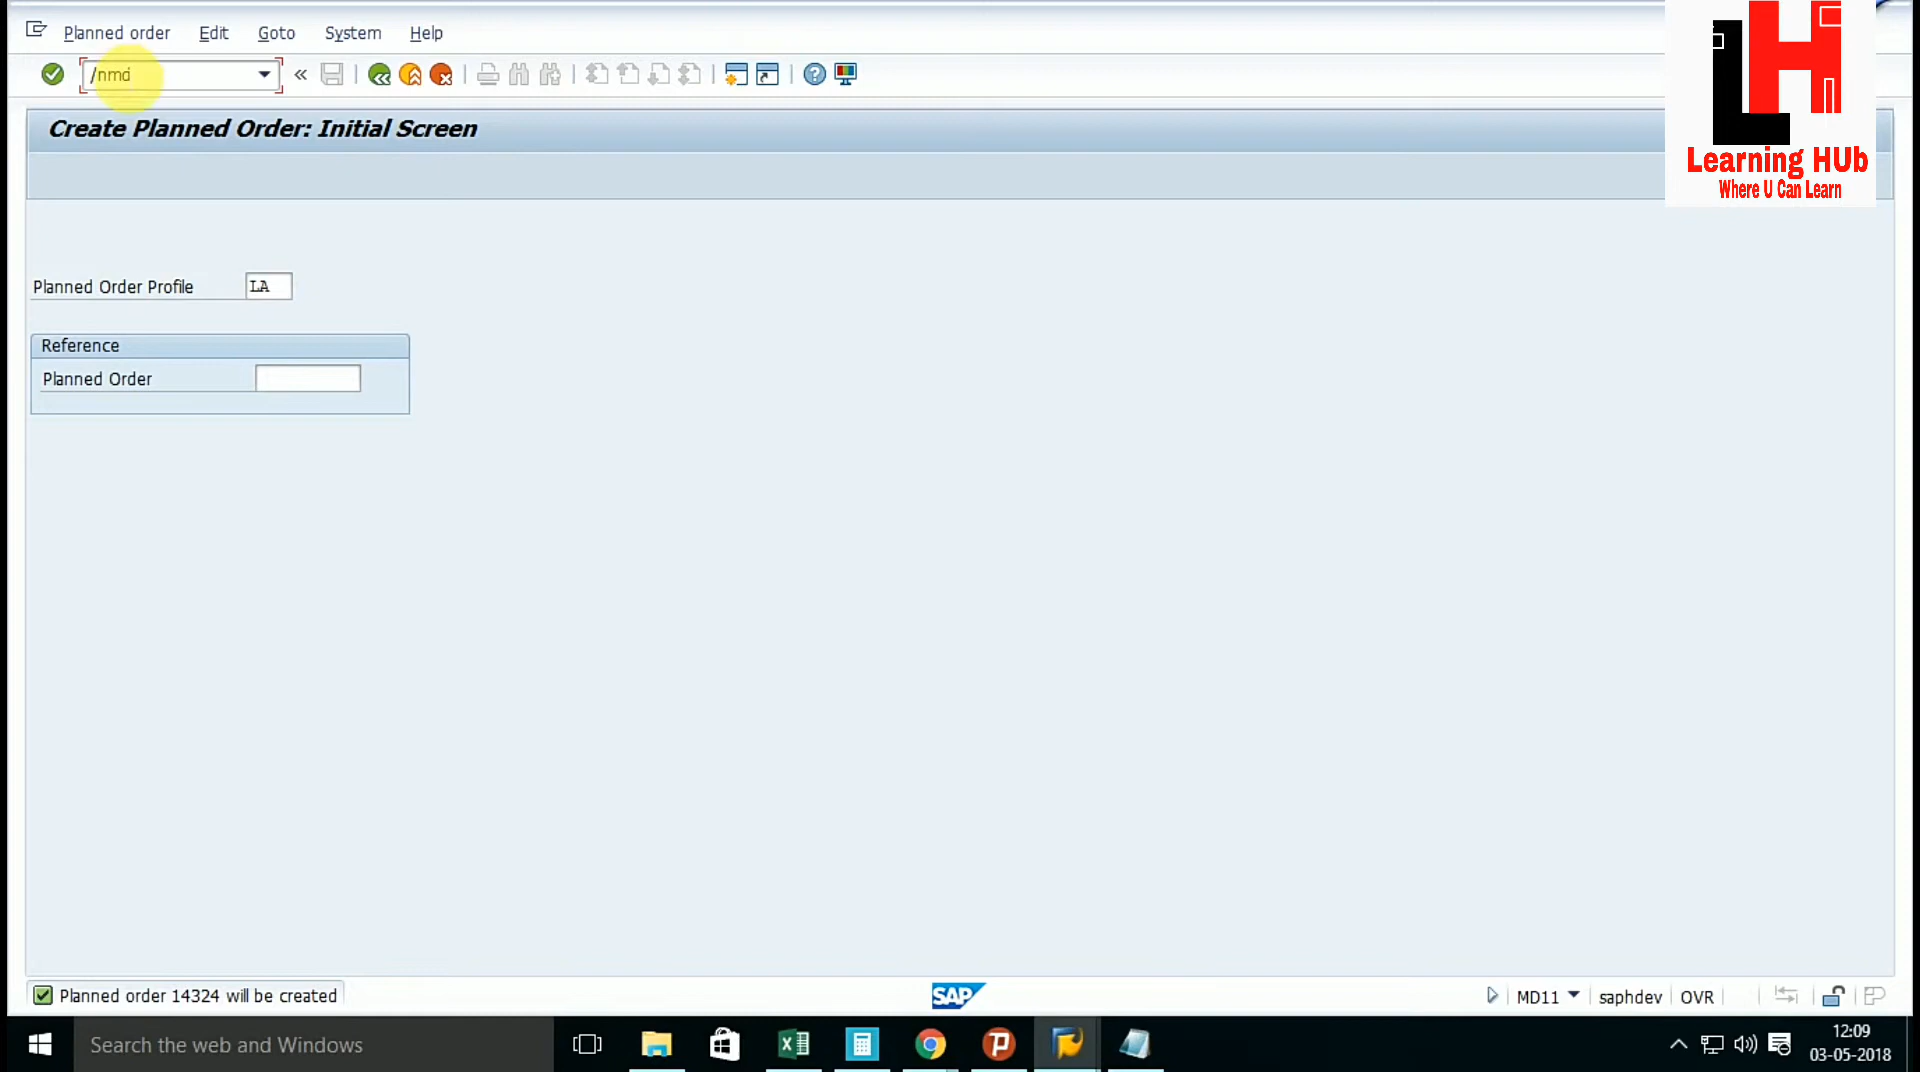 Planned order Edit Goto System Help
/nmd
Create Planned Order: Initial Screen
LH
Learning HUb
Where U Can Learn
Planned Order Profile LA
Reference
Planned Order
Planned order 14324 will be created
SAP
MD11 saphdev OVR
Search the web and Windows
12:09
03-05-2018